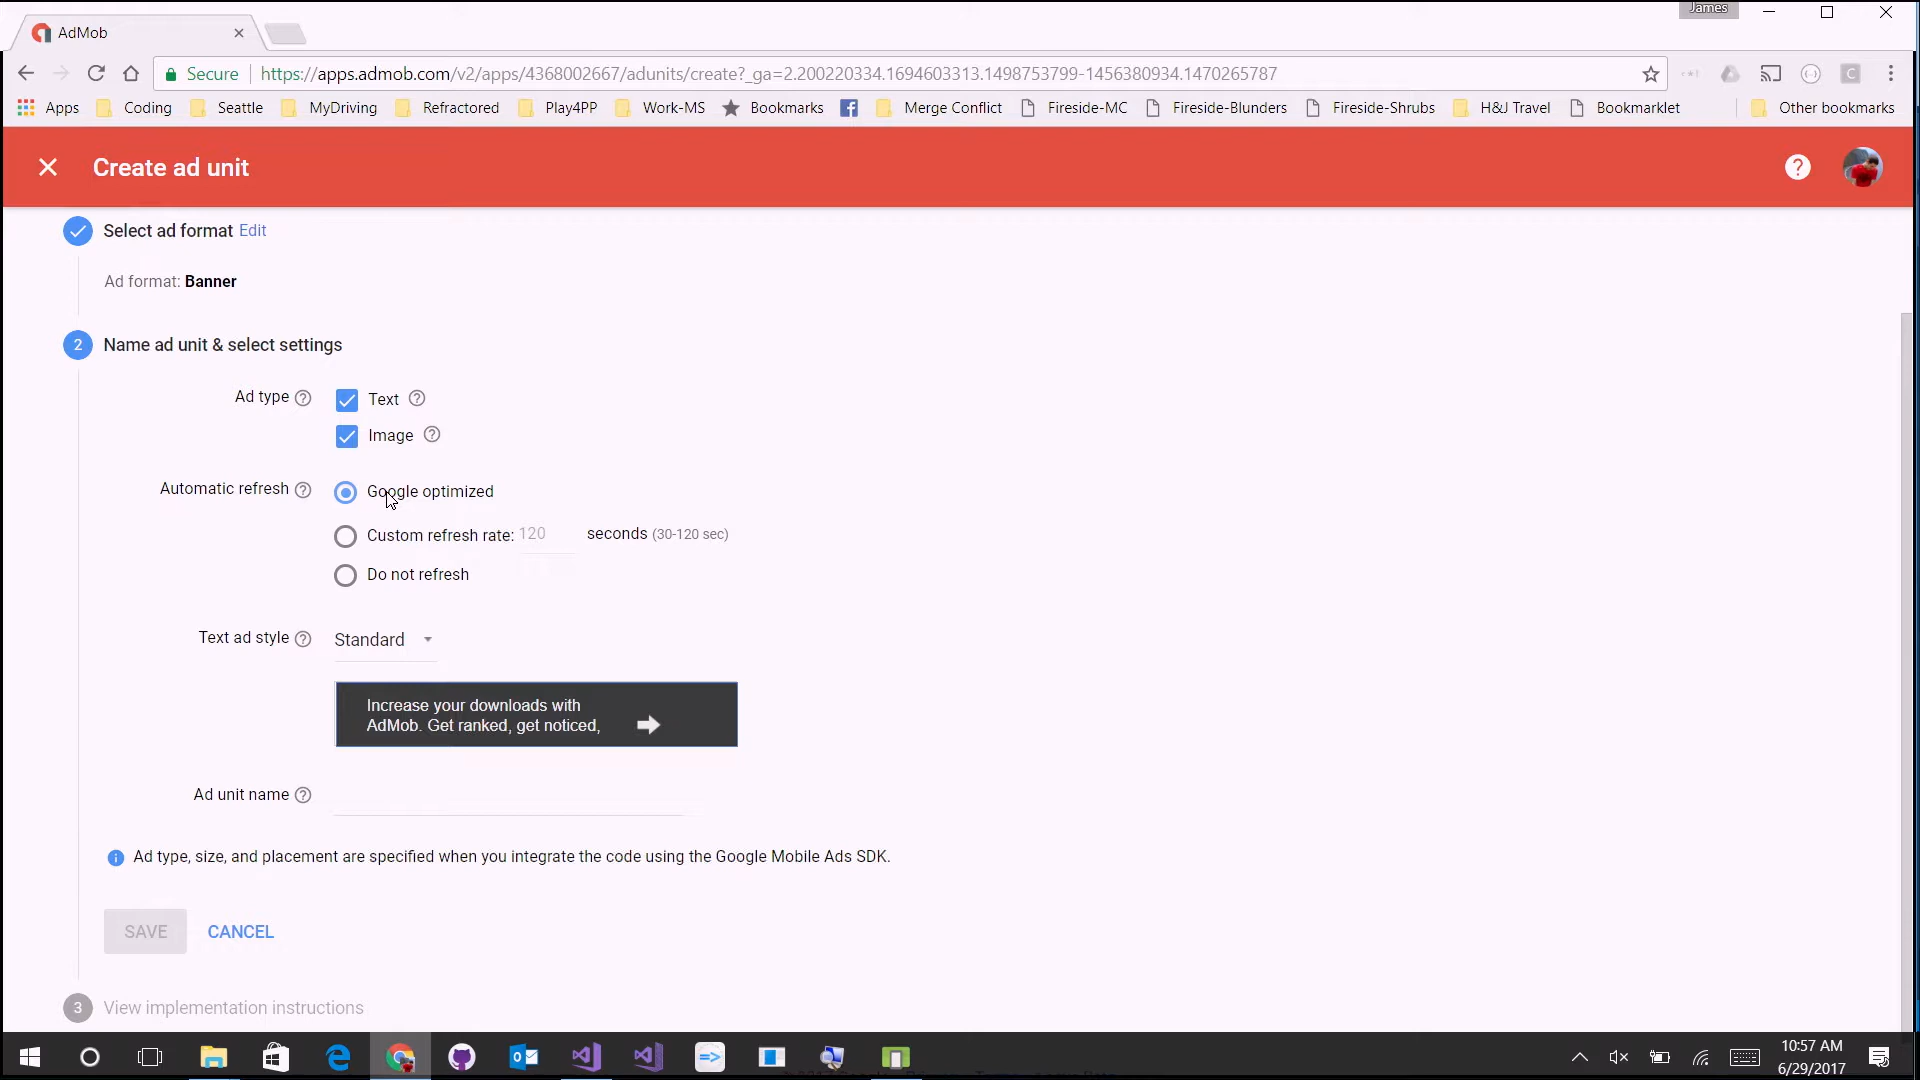 James
AdMob
Secure https://apps.admob.com/v2/apps/4368002667/adunits/create?_ga=2.200220334.1694603313.1498753799-1456380934.1470265787
Apps Coding Seattle MyDriving Refractored Play4PP Work-MS Bookmarks Merge Conflict Fireside-MC Fireside-Blunders Fireside-Shrubs H&J Travel Bookmarklet Other bookmarks
Create ad unit
Select ad format Edit
Ad format: Banner
2 Name ad unit & select settings
Ad type Text
Image
Automatic refresh Google optimized
Custom refresh rate: 120 seconds (30-120 sec)
Do not refresh
Text ad style Standard
Increase your downloads with
AdMob. Get ranked, get noticed,
Ad unit name
Ad type, size, and placement are specified when you integrate the code using the Google Mobile Ads SDK.
SAVE CANCEL
3 View implementation instructions
10:57 AM
6/29/2017